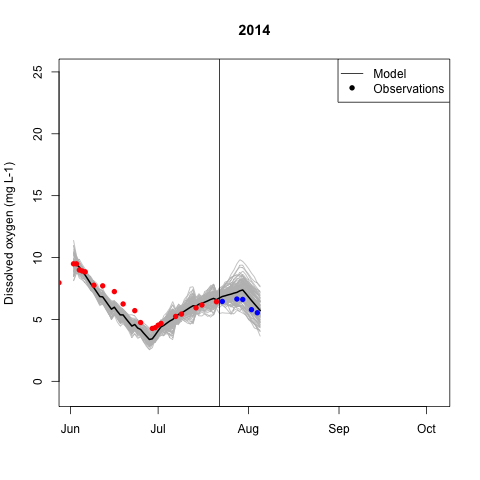 2014
Model
Observations
Dissolved oxygen (mg L-1)
25
20
15
10
5
0
Jun
Jul
Aug
Sep
Oct